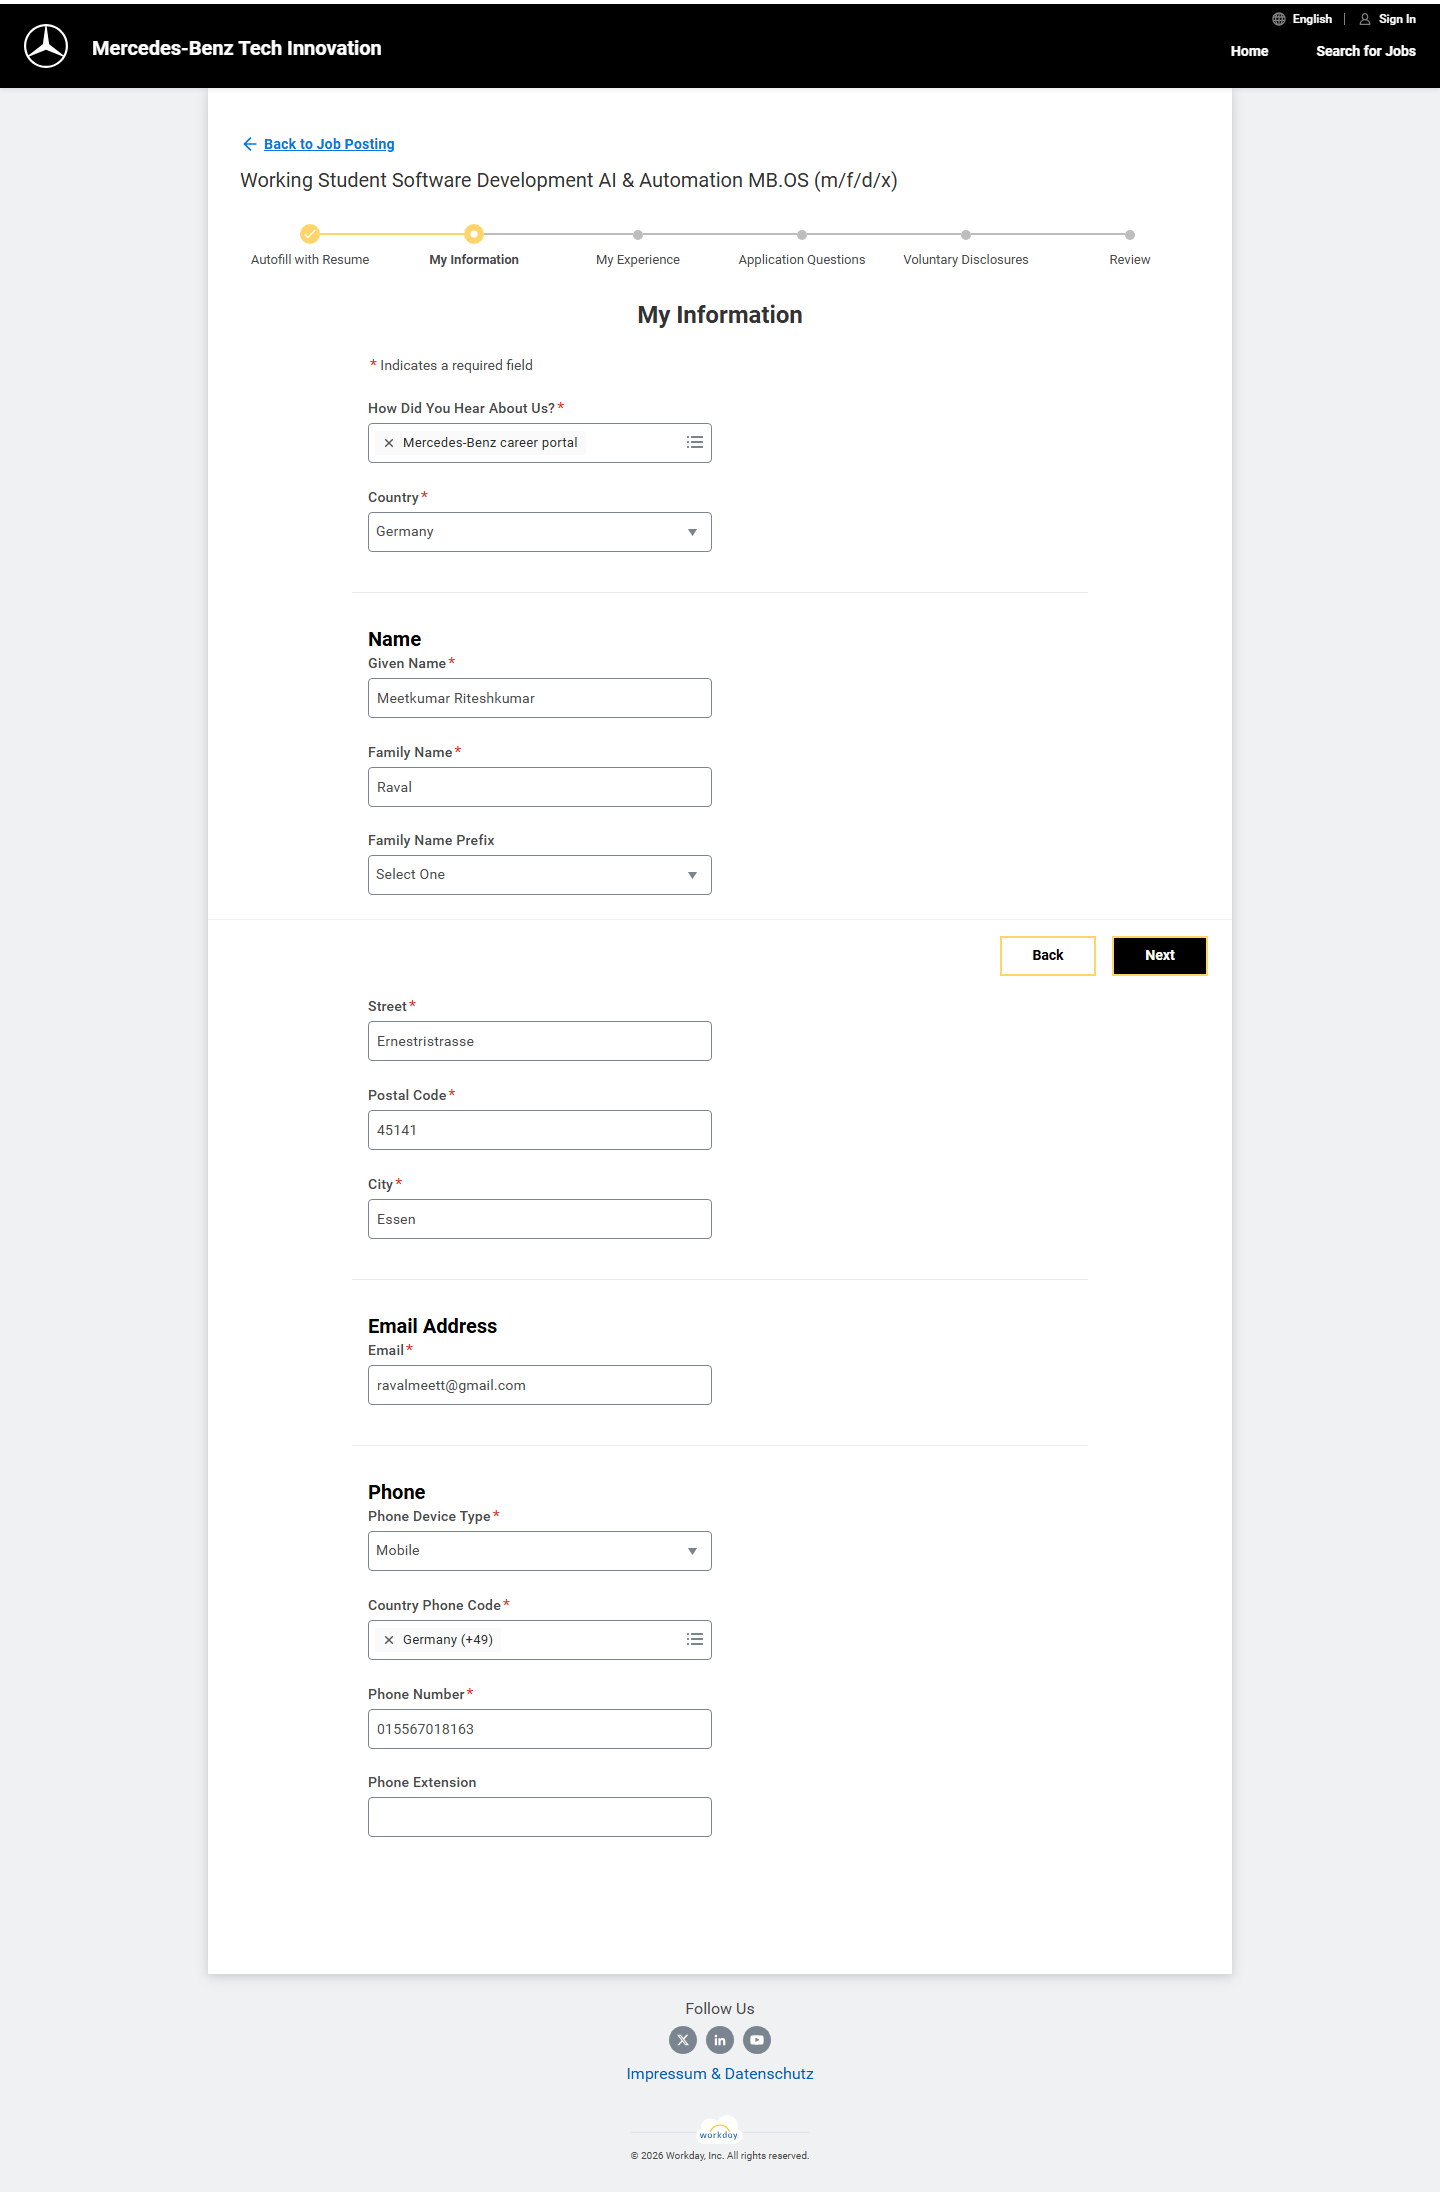 English
Sign In
Mercedes-Benz Tech Innovation
Home
Search for Jobs
Back to Job Posting
Working Student Software Development AI & Automation MB.OS (m/f/d/x)
Autofill with Resume
My Information
My Experience
Application Questions
Voluntary Disclosures
Review
My Information
* Indicates a required field
How Did You Hear About Us?*
Mercedes-Benz career portal
Country*
Germany
Name
Given Name*
Meetkumar Riteshkumar
Family Name*
Raval
Family Name Prefix
Select One
Back
Next
Street*
Ernestristrasse
Postal Code*
45141
City*
Essen
Email Address
Email*
ravalmeett@gmail.com
Phone
Phone Device Type*
Mobile
Country Phone Code*
Germany (+49)
Phone Number*
015567018163
Phone Extension
Follow Us
Impressum & Datenschutz
workday
© 2026 Workday, Inc. All rights reserved.